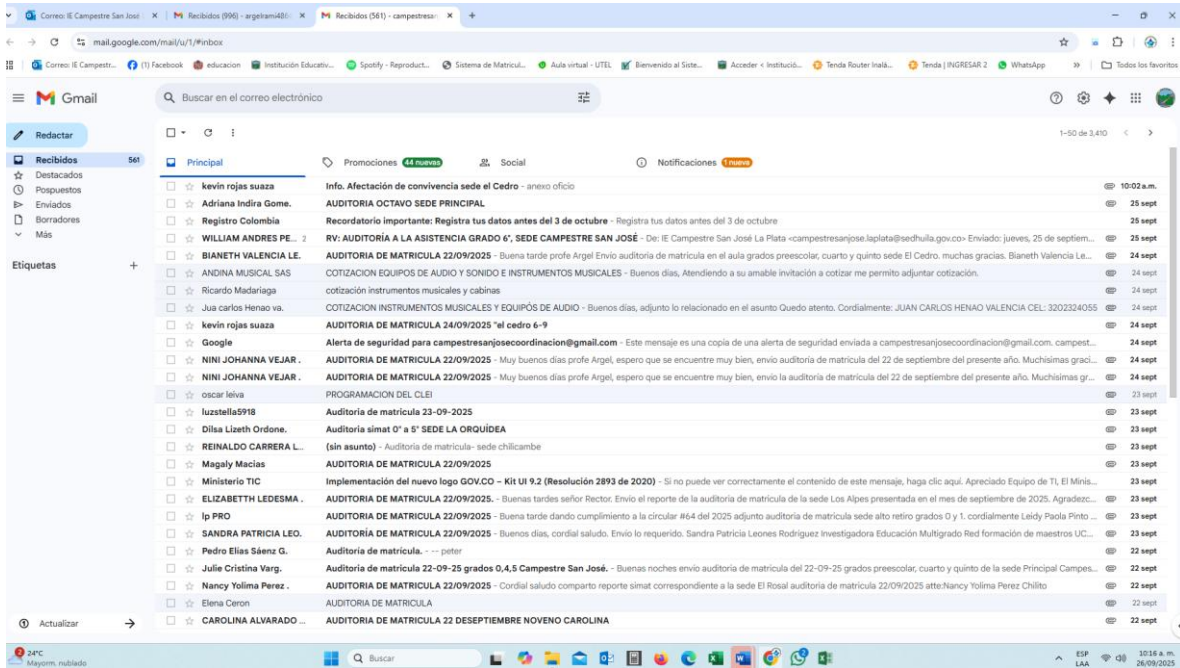 Correo: IE Campestre San José
Recibidos (996) - argelrami486
Recibidos (561) - campestresan
mail.google.com/mail/u/1/#inbox
Correo: IE Campestr...
(1) Facebook
educacion
Institución Educativ...
Spotify - Reproduct...
Sistema de Matricul...
Aula virtual - UTEL
Bienvenido al Siste...
Acceder < Institució...
Tenda Router Inalá...
Tenda | INGRESAR 2
WhatsApp
Todos los favoritos
Gmail
Buscar en el correo electrónico
Redactar
1-50 de 3,410
Recibidos 561
Destacados
Pospuestos
Enviados
Borradores
Más
Etiquetas
Principal
Promociones 44 nuevas
Social
Notificaciones 1 nueva
kevin rojas suaza Info. Afectación de convivencia sede el Cedro - anexo oficio 10:02 a.m.
Adriana Indira Gome. AUDITORIA OCTAVO SEDE PRINCIPAL 25 sept
Registro Colombia Recordatorio importante: Registra tus datos antes del 3 de octubre - Registra tus datos antes del 3 de octubre 25 sept
WILLIAM ANDRES PE... 2 RV: AUDITORÍA A LA ASISTENCIA GRADO 6°, SEDE CAMPESTRE SAN JOSÉ - De: IE Campestre San José La Plata <campestresanjose.laplata@sedhuila.gov.co> Enviado: jueves, 25 de septiem... 25 sept
BIANETH VALENCIA LE. AUDITORIA DE MATRICULA 22/09/2025 - Buena tarde profe Argel Envío auditoría de matricula en el aula grados preescolar, cuarto y quinto sede El Cedro. muchas gracias. Bianeth Valencia Le... 24 sept
ANDINA MUSICAL SAS COTIZACION EQUIPOS DE AUDIO Y SONIDO E INSTRUMENTOS MUSICALES - Buenos días, Atendiendo a su amable invitación a cotizar me permito adjuntar cotización. 24 sept
Ricardo Madariaga cotización instrumentos musicales y cabinas 24 sept
Jua carlos Henao va. COTIZACION INSTRUMENTOS MUSICALES Y EQUIPÓS DE AUDIO - Buenos días, adjunto lo relacionado en el asunto Quedo atento. Cordialmente: JUAN CARLOS HENAO VALENCIA CEL: 3202324055 24 sept
kevin rojas suaza AUDITORIA DE MATRICULA 24/09/2025 "el cedro 6-9 24 sept
Google Alerta de seguridad para campestresanjosecoordinacion@gmail.com - Este mensaje es una copia de una alerta de seguridad enviada a campestresanjosecoordinacion@gmail.com. campest... 24 sept
NINI JOHANNA VEJAR . AUDITORIA DE MATRICULA 22/09/2025 - Muy buenos días profe Argel, espero que se encuentre muy bien, envio auditoría de matricula del 22 de septiembre del presente año. Muchisimas graci... 24 sept
NINI JOHANNA VEJAR . AUDITORIA DE MATRICULA 22/09/2025 - Muy buenos días profe Argel, espero que se encuentre muy bien, envio la auditoría de matricula del 22 de septiembre del presente año. Muchisimas gr... 24 sept
oscar leiva PROGRAMACION DEL CLEI 23 sept
luzstella5918 Auditoria de matricula 23-09-2025 23 sept
Dilsa Lizeth Ordone. Auditoria simat 0° a 5° SEDE LA ORQUÍDEA 23 sept
REINALDO CARRERA L... (sin asunto) - Auditoria de matricula- sede chilicambe 23 sept
Magaly Macias AUDITORIA DE MATRICULA 22/09/2025 23 sept
Ministerio TIC Implementación del nuevo logo GOV.CO – Kit UI 9.2 (Resolución 2893 de 2020) - Si no puede ver correctamente el contenido de este mensaje, haga clic aquí. Apreciado Equipo de TI, El Minis... 23 sept
ELIZABETTH LEDESMA . AUDITORIA DE MATRICULA 22/09/2025. - Buenas tardes señor Rector. Envío el reporte de la auditoria de matricula de la sede Los Alpes presentada en el mes de septiembre de 2025. Agradezc... 23 sept
lp PRO AUDITORIA DE MATRICULA 22/09/2025 - Buena tarde dando cumplimiento a la circular #64 del 2025 adjunto auditoria de matricula sede alto retiro grados 0 y 1. cordialmente Leidy Paola Pinto ... 23 sept
SANDRA PATRICIA LEO. AUDITORÍA DE MATRICULA 22/09/2025 - Buenos días, cordial saludo. Envio lo requerido. Sandra Patricia Leones Rodriguez Investigadora Educación Multigrado Red formación de maestros UC... 23 sept
Pedro Elías Sáenz G. Auditoría de matrícula. - -- peter 22 sept
Julie Cristina Varg. Auditoria de matricula 22-09-25 grados 0,4,5 Campestre San José. - Buenas noches envio auditoria de matricula del 22-09-25 grados preescolar, cuarto y quinto de la sede Principal Campes... 22 sept
Nancy Yolima Perez . AUDITORIA DE MATRICULA 22/09/2025 - Cordial saludo comparto reporte simat correspondiente a la sede El Rosal auditoria de matricula 22/09/2025 atte:Nancy Yolima Perez Chilito 22 sept
Elena Ceron AUDITORIA DE MATRICULA 22 sept
CAROLINA ALVARADO ... AUDITORIA DE MATRICULA 22 DESEPTIEMBRE NOVENO CAROLINA 22 sept
Actualizar
24°C
Mayorm. nublado
Buscar
ESP
LAA
10:16 a. m.
26/09/2025